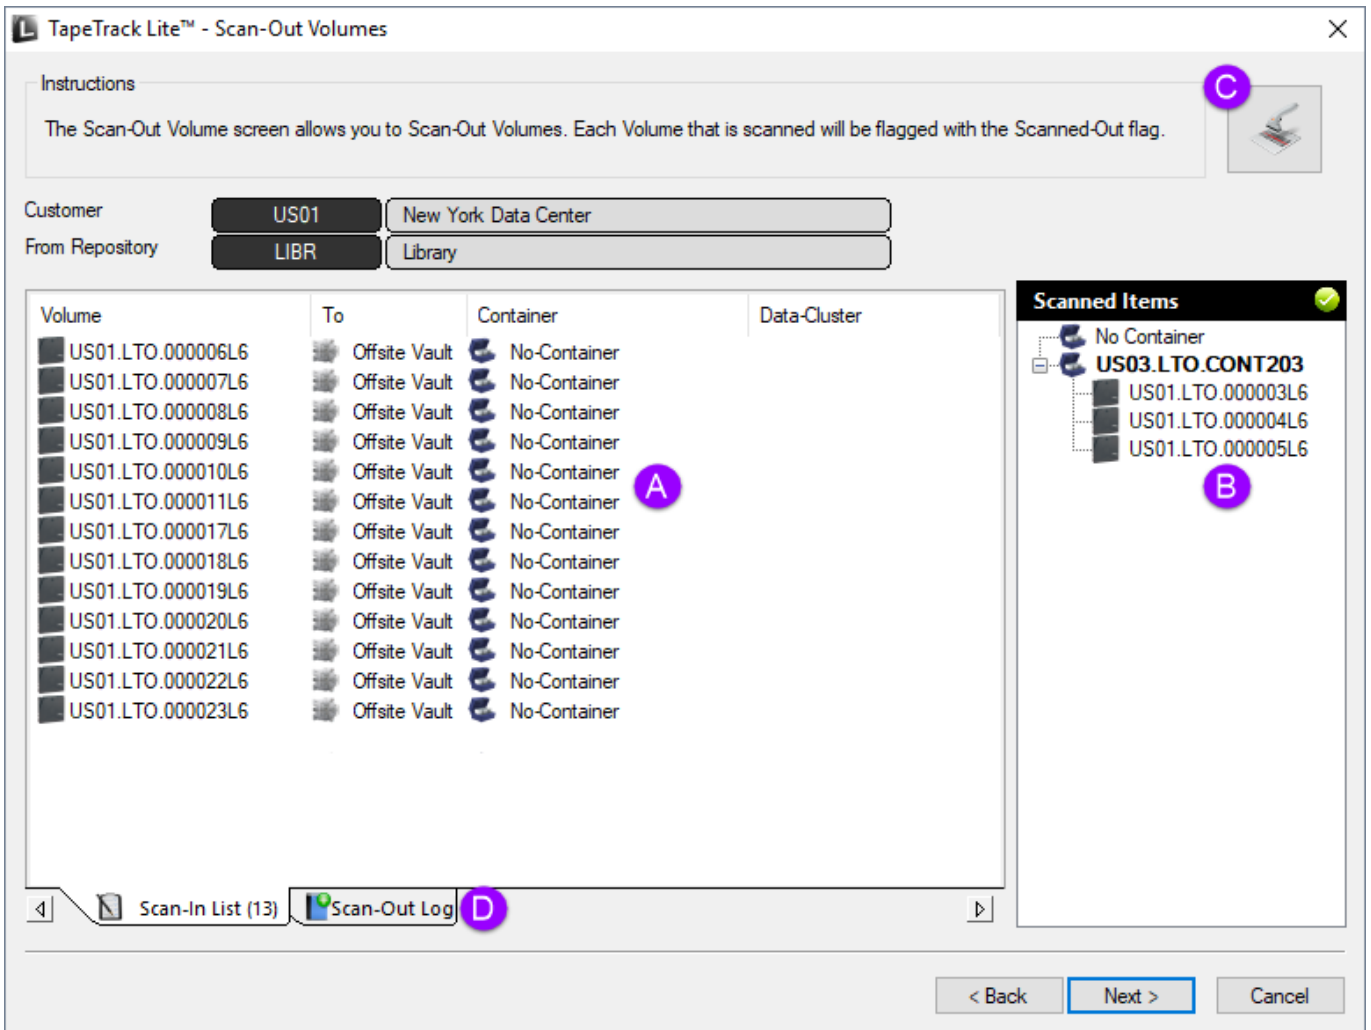 TapeTrack Lite™ - Scan-Out Volumes
Instructions
C
The Scan-Out Volume screen allows you to Scan-Out Volumes. Each Volume that is scanned will be flagged with the Scanned-Out flag.
Customer US01 New York Data Center
From Repository LIBR Library
Volume To Container Data-Cluster
US01.LTO.000006L6 Offsite Vault No-Container
US01.LTO.000007L6 Offsite Vault No-Container
US01.LTO.000008L6 Offsite Vault No-Container
US01.LTO.000009L6 Offsite Vault No-Container
US01.LTO.000010L6 Offsite Vault No-Container
A
US01.LTO.000011L6 Offsite Vault No-Container
US01.LTO.000017L6 Offsite Vault No-Container
US01.LTO.000018L6 Offsite Vault No-Container
US01.LTO.000019L6 Offsite Vault No-Container
US01.LTO.000020L6 Offsite Vault No-Container
US01.LTO.000021L6 Offsite Vault No-Container
US01.LTO.000022L6 Offsite Vault No-Container
US01.LTO.000023L6 Offsite Vault No-Container
Scanned Items
No Container
US03.LTO.CONT203
US01.LTO.000003L6
US01.LTO.000004L6
US01.LTO.000005L6
B
Scan-In List (13) Scan-Out Log D
< Back Next > Cancel